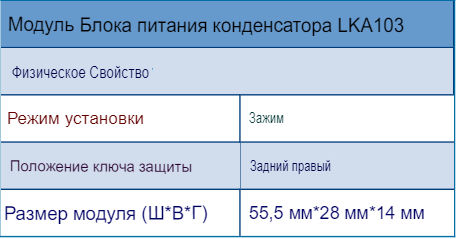 Модуль Блока питания конденсатора LKA103
Физическое Свойство
Режим установки
Зажим
Положение ключа защиты
Задний правый
Размер модуля (Ш*В*Г)
55,5 мм*28 мм*14 мм